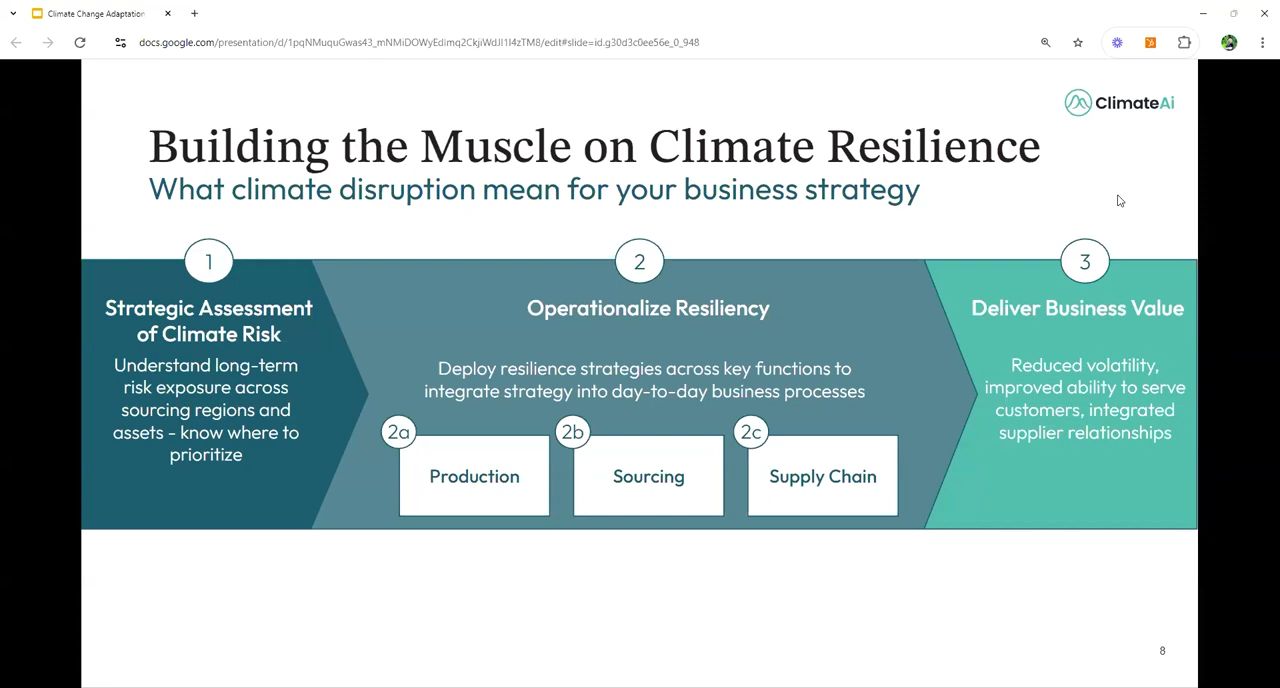 Climate Change Adaptation
docs.google.com/presentation/d/1pqNMuquGwas43_mNMiDOWyEdlmq2CkjiWdJl1I4zTM8/edit#slide=id.g30d3c0ee56e_0_948
ClimateAi
Building the Muscle on Climate Resilience
What climate disruption mean for your business strategy
1
Strategic Assessment
of Climate Risk
Understand long-term
risk exposure across
sourcing regions and
assets - know where to
prioritize
2
Operationalize Resiliency
Deploy resilience strategies across key functions to
integrate strategy into day-to-day business processes
2a
Production
2b
Sourcing
2c
Supply Chain
3
Deliver Business Value
Reduced volatility,
improved ability to serve
customers, integrated
supplier relationships
8